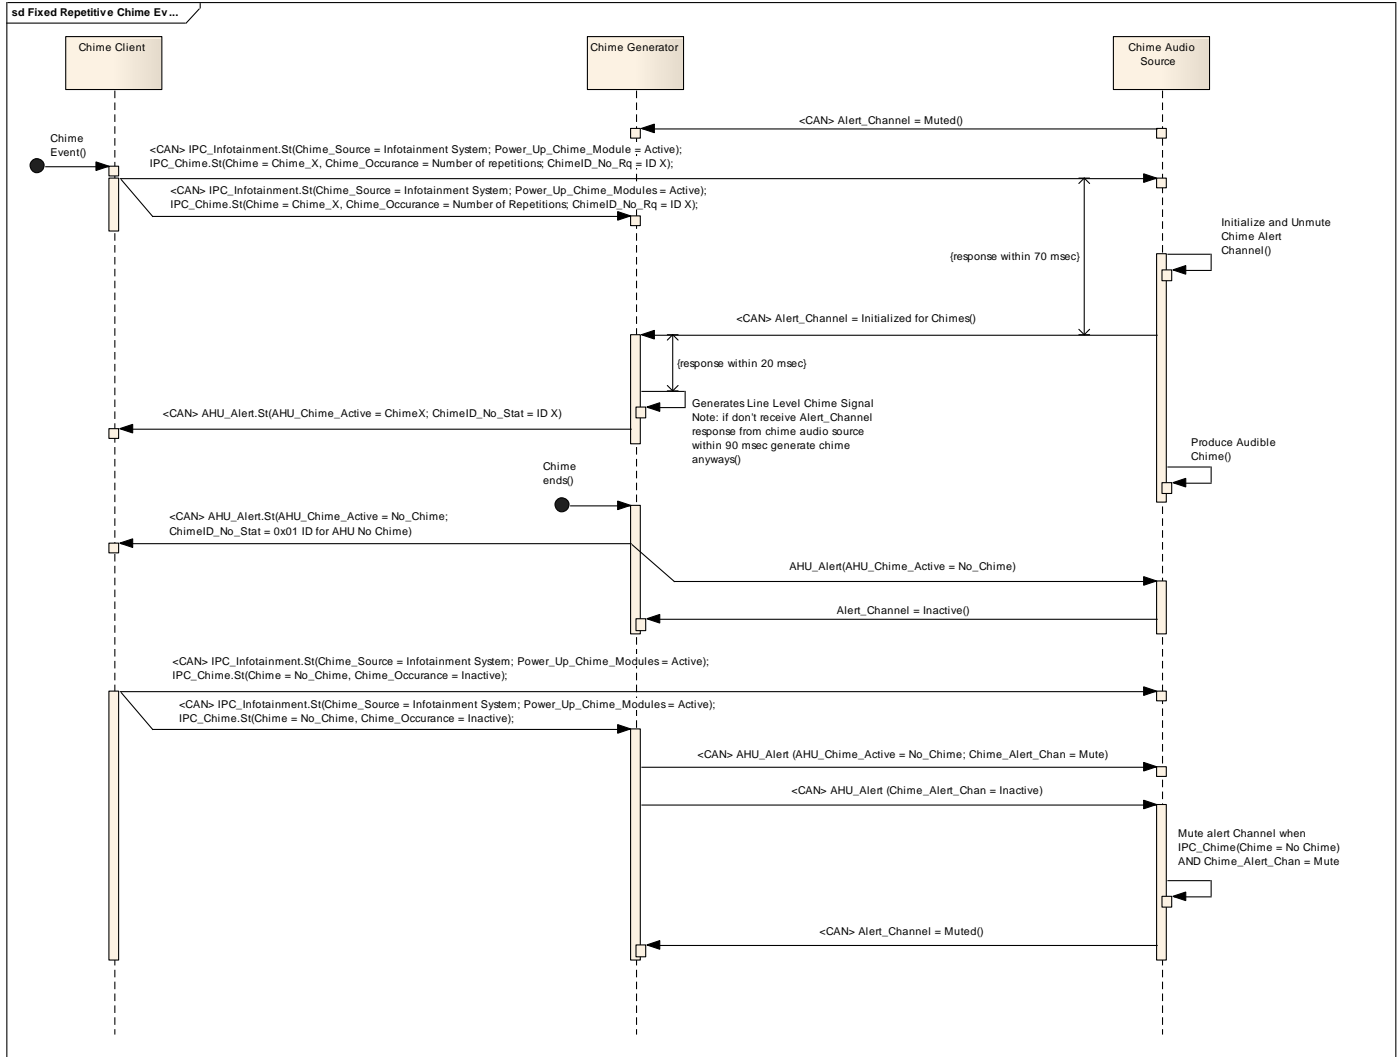 sd Fixed Repetitive Chime Ev...
Chime Client
Chime Generator
Chime Audio
Source
<CAN> Alert_Channel = Muted()
Chime
Event()
<CAN> IPC_Infotainment.St(Chime_Source = Infotainment System; Power_Up_Chime_Module = Active);
IPC_Chime.St(Chime = Chime_X, Chime_Occurance = Number of repetitions; ChimeID_No_Rq = ID X);
<CAN> IPC_Infotainment.St(Chime_Source = Infotainment System; Power_Up_Chime_Modules = Active);
IPC_Chime.St(Chime = Chime_X, Chime_Occurance = Number of Repetitions; ChimeID_No_Rq = ID X);
Initialize and Unmute
Chime Alert
Channel()
{response within 70 msec}
<CAN> Alert_Channel = Initialized for Chimes()
{response within 20 msec}
Generates Line Level Chime Signal
Note: if don't receive Alert_Channel
response from chime audio source
within 90 msec generate chime
anyways()
<CAN> AHU_Alert.St(AHU_Chime_Active = ChimeX; ChimeID_No_Stat = ID X)
Produce Audible
Chime()
Chime
ends()
<CAN> AHU_Alert.St(AHU_Chime_Active = No_Chime;
ChimeID_No_Stat = 0x01 ID for AHU No Chime)
AHU_Alert(AHU_Chime_Active = No_Chime)
Alert_Channel = Inactive()
<CAN> IPC_Infotainment.St(Chime_Source = Infotainment System; Power_Up_Chime_Modules = Active);
IPC_Chime.St(Chime = No_Chime, Chime_Occurance = Inactive);
<CAN> IPC_Infotainment.St(Chime_Source = Infotainment System; Power_Up_Chime_Modules = Active);
IPC_Chime.St(Chime = No_Chime, Chime_Occurance = Inactive);
<CAN> AHU_Alert (AHU_Chime_Active = No_Chime; Chime_Alert_Chan = Mute)
<CAN> AHU_Alert (Chime_Alert_Chan = Inactive)
Mute alert Channel when
IPC_Chime(Chime = No Chime)
AND Chime_Alert_Chan = Mute
<CAN> Alert_Channel = Muted()